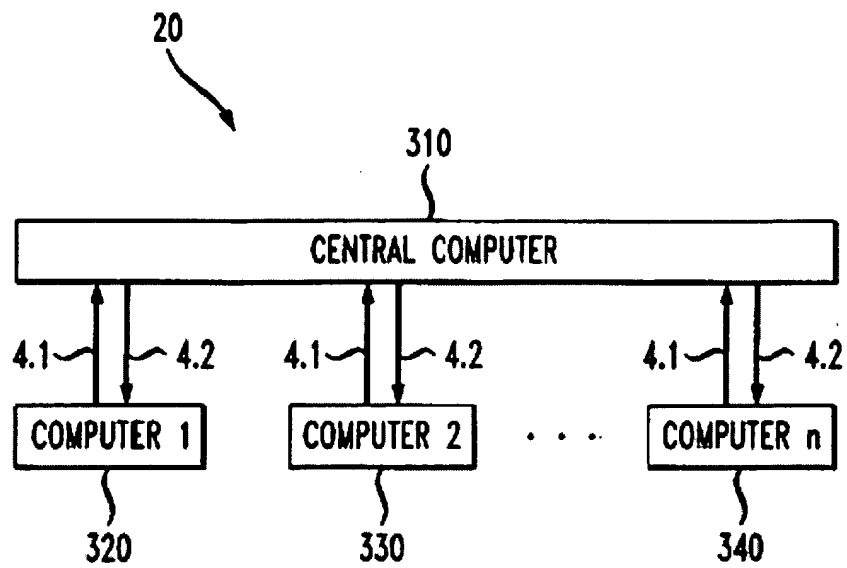 20
310
CENTRAL COMPUTER
4.1 4.2 4.1 4.2 4.1 4.2
COMPUTER 1 COMPUTER 2 . . . COMPUTER n
320 330 340